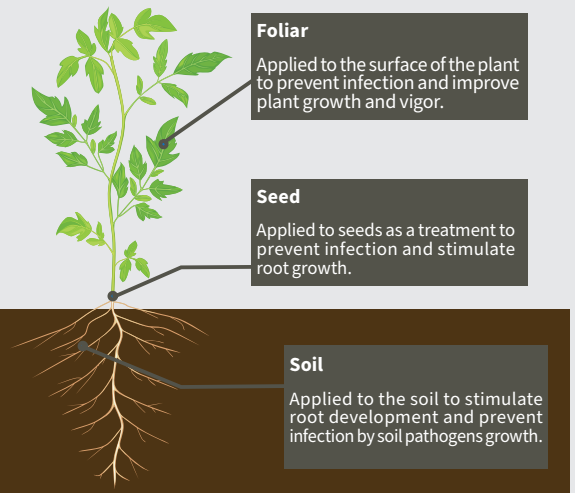 Foliar
Applied to the surface of the plant
to prevent infection and improve
plant growth and vigor.
Seed
Applied to seeds as a treatment to
prevent infection and stimulate
root growth.
Soil
Applied to the soil to stimulate
root development and prevent
infection by soil pathogens growth.